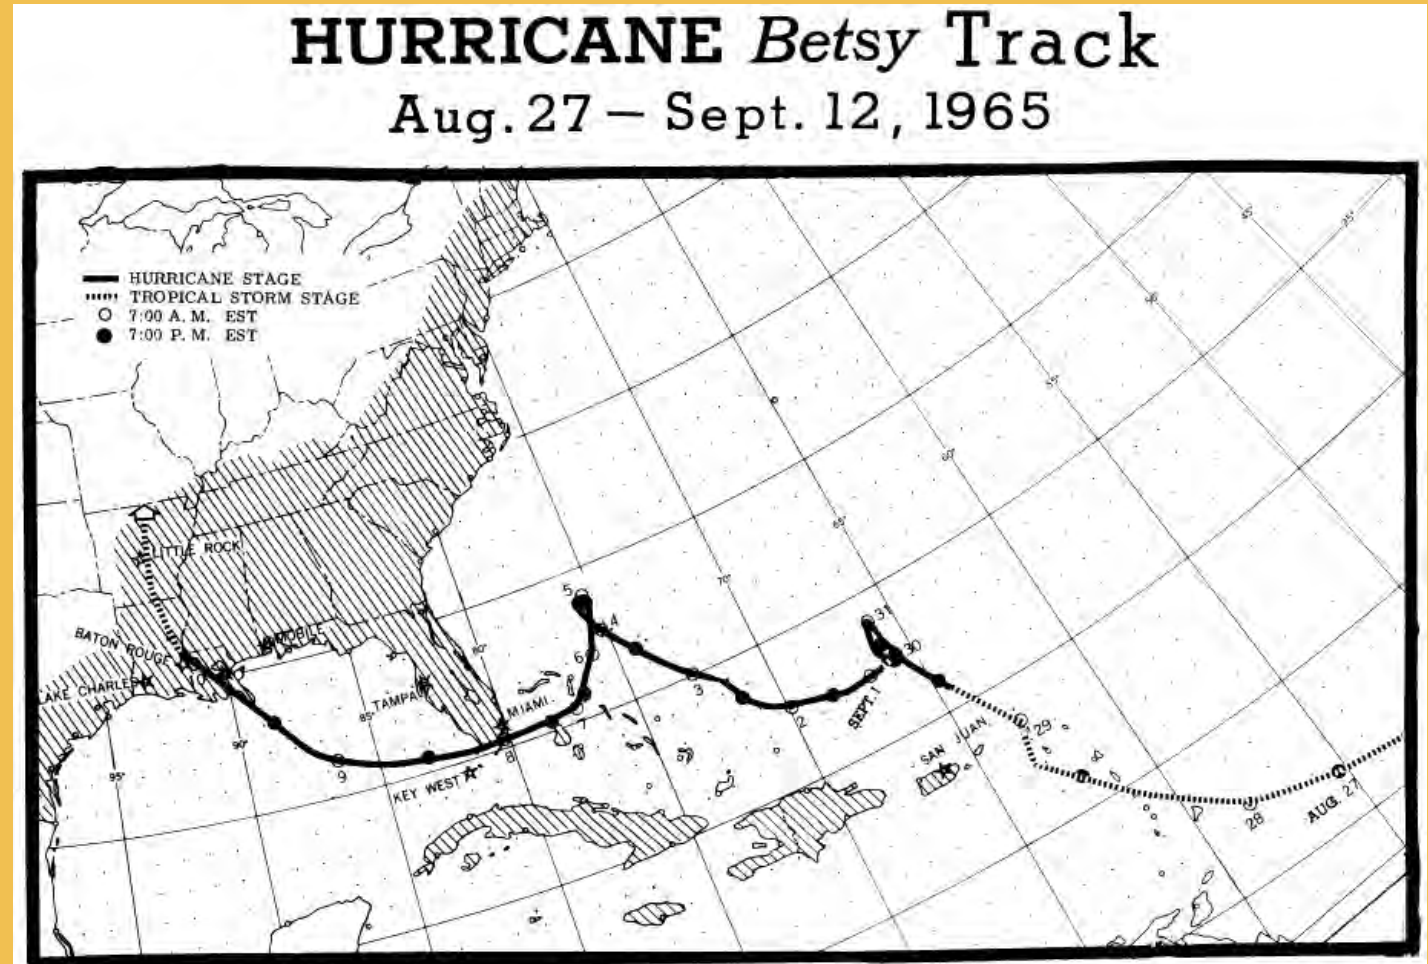 HURRICANE Betsy Track
Aug. 27 — Sept. 12, 1965
HURRICANE STAGE
TROPICAL STORM STAGE
7:00 A. M. EST
7:00 P. M. EST
45°
35°
50°
55°
60°
65°
70°
LITTLE ROCK
5
4
31
30
BATON ROUGE
MOBILE
80°
6
LAKE CHARLES
TAMPA
85°
MIAMI
7
3
2
SEPT. 1
SAN JUAN
29
90°
95°
9
8
KEY WEST
28
AUG. 27